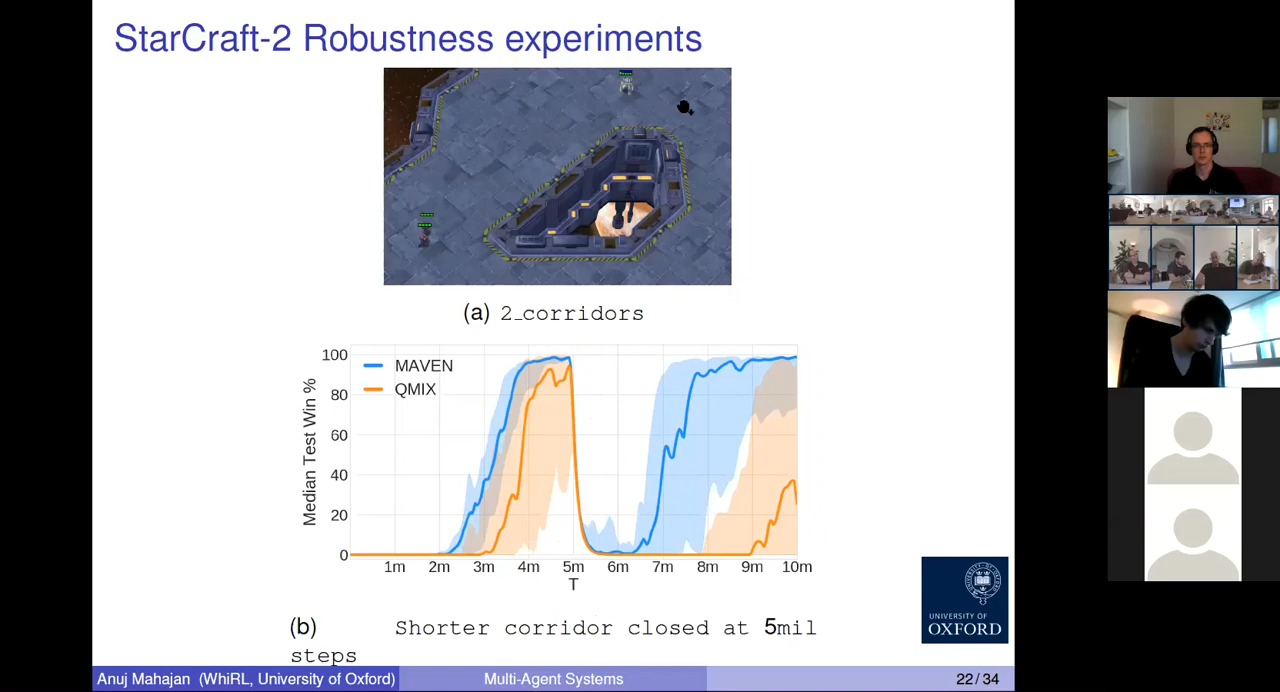 StarCraft-2 Robustness experiments
(a) 2_corridors
MAVEN
QMIX
Median Test Win %
100
80
60
40
20
0
1m 2m 3m 4m 5m 6m 7m 8m 9m 10m
T
(b) Shorter corridor closed at 5mil
steps
UNIVERSITY OF
OXFORD
Anuj Mahajan (WhiRL, University of Oxford) Multi-Agent Systems 22 / 34